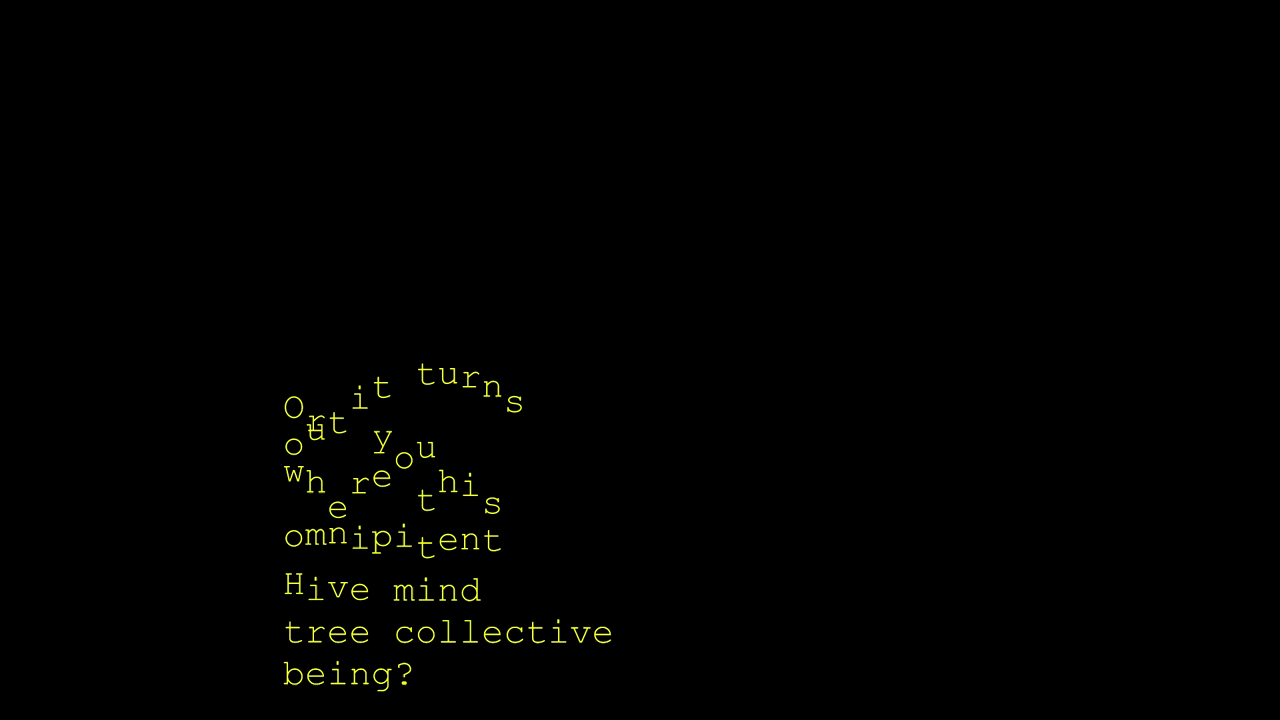 Or it turns
out you
where this
omnipitent
Hive mind
tree collective
being?